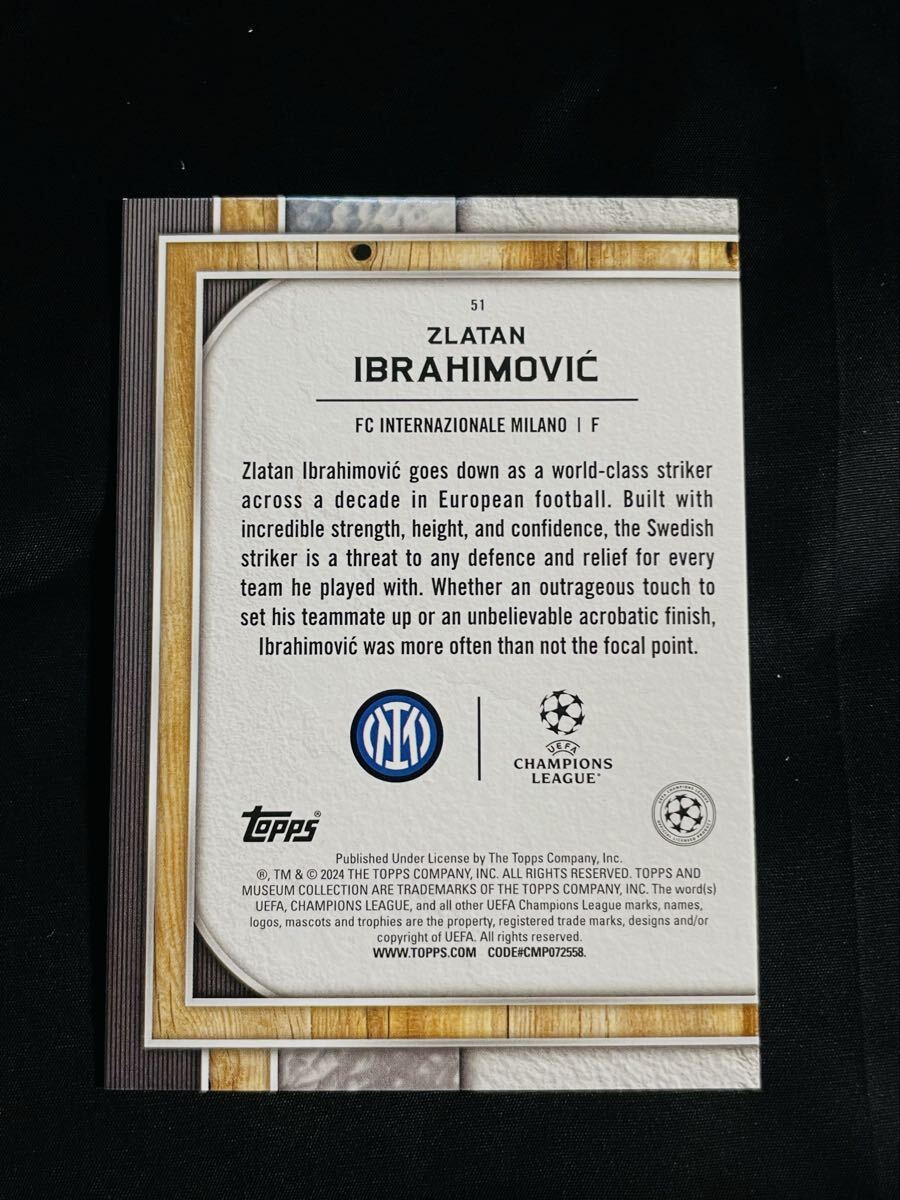 51
ZLATAN
IBRAHIMOVIĆ
FC INTERNAZIONALE MILANO | F
Zlatan Ibrahimović goes down as a world-class striker
across a decade in European football. Built with
incredible strength, height, and confidence, the Swedish
striker is a threat to any defence and relief for every
team he played with. Whether an outrageous touch to
set his teammate up or an unbelievable acrobatic finish,
Ibrahimović was more often than not the focal point.
UEFA
CHAMPIONS
LEAGUE®
topps®
Published Under License by The Topps Company, Inc.
®, TM & © 2024 THE TOPPS COMPANY, INC. ALL RIGHTS RESERVED. TOPPS AND
MUSEUM COLLECTION ARE TRADEMARKS OF THE TOPPS COMPANY, INC. The word(s)
UEFA, CHAMPIONS LEAGUE, and all other UEFA Champions League marks, names,
logos, mascots and trophies are the property, registered trade marks, designs and/or
copyright of UEFA. All rights reserved.
WWW.TOPPS.COM CODE#CMP072558.